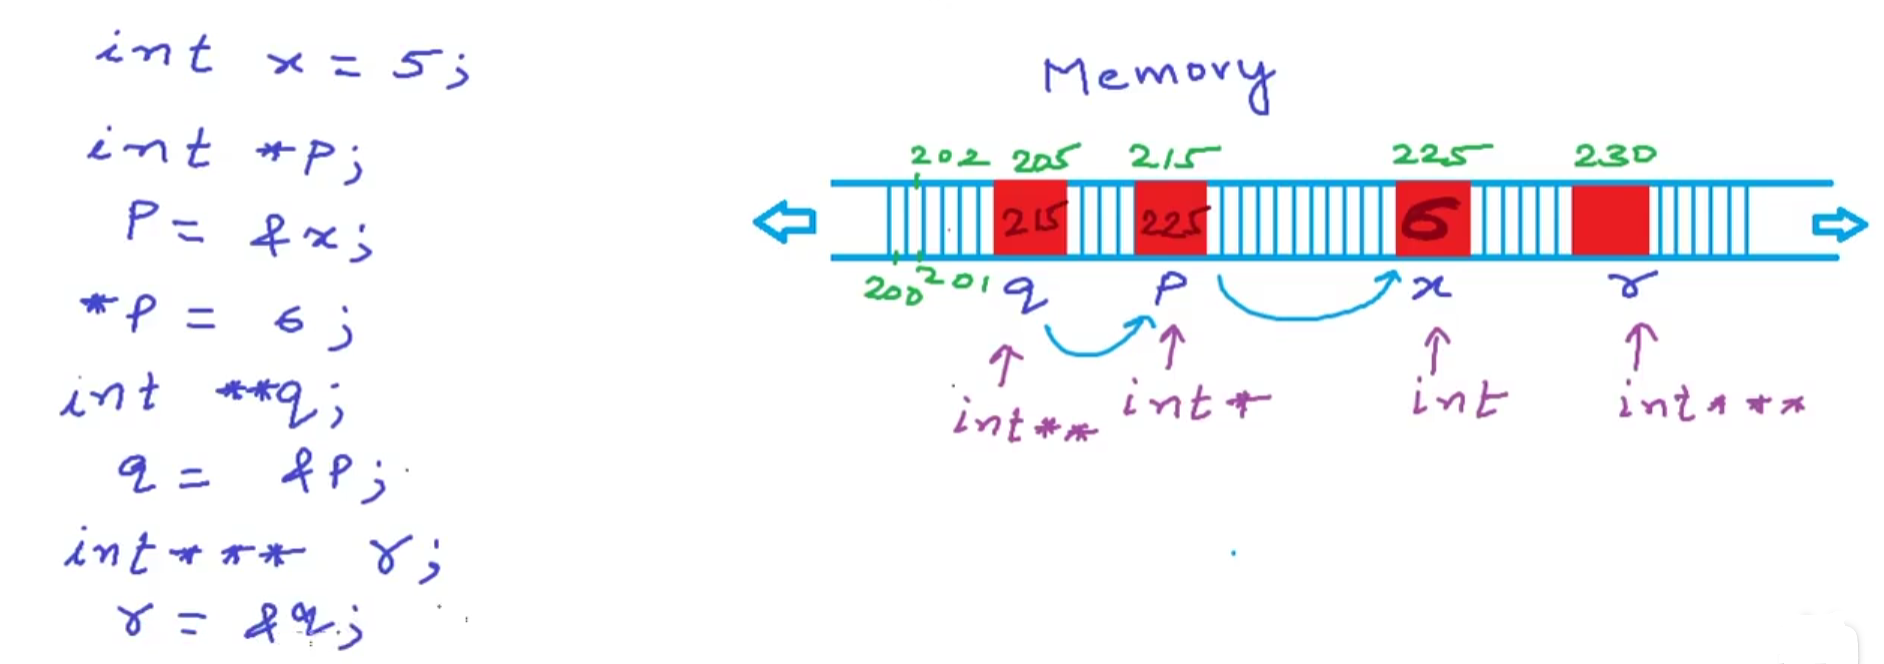 int x = 5;
int *p;
P = &x;
*P = 6;
int **q;
q = &P;
int*** r;
r = &q;
Memory
202 205 215 225 230
215 225 6
200 201 q P x r
int** int* int int***